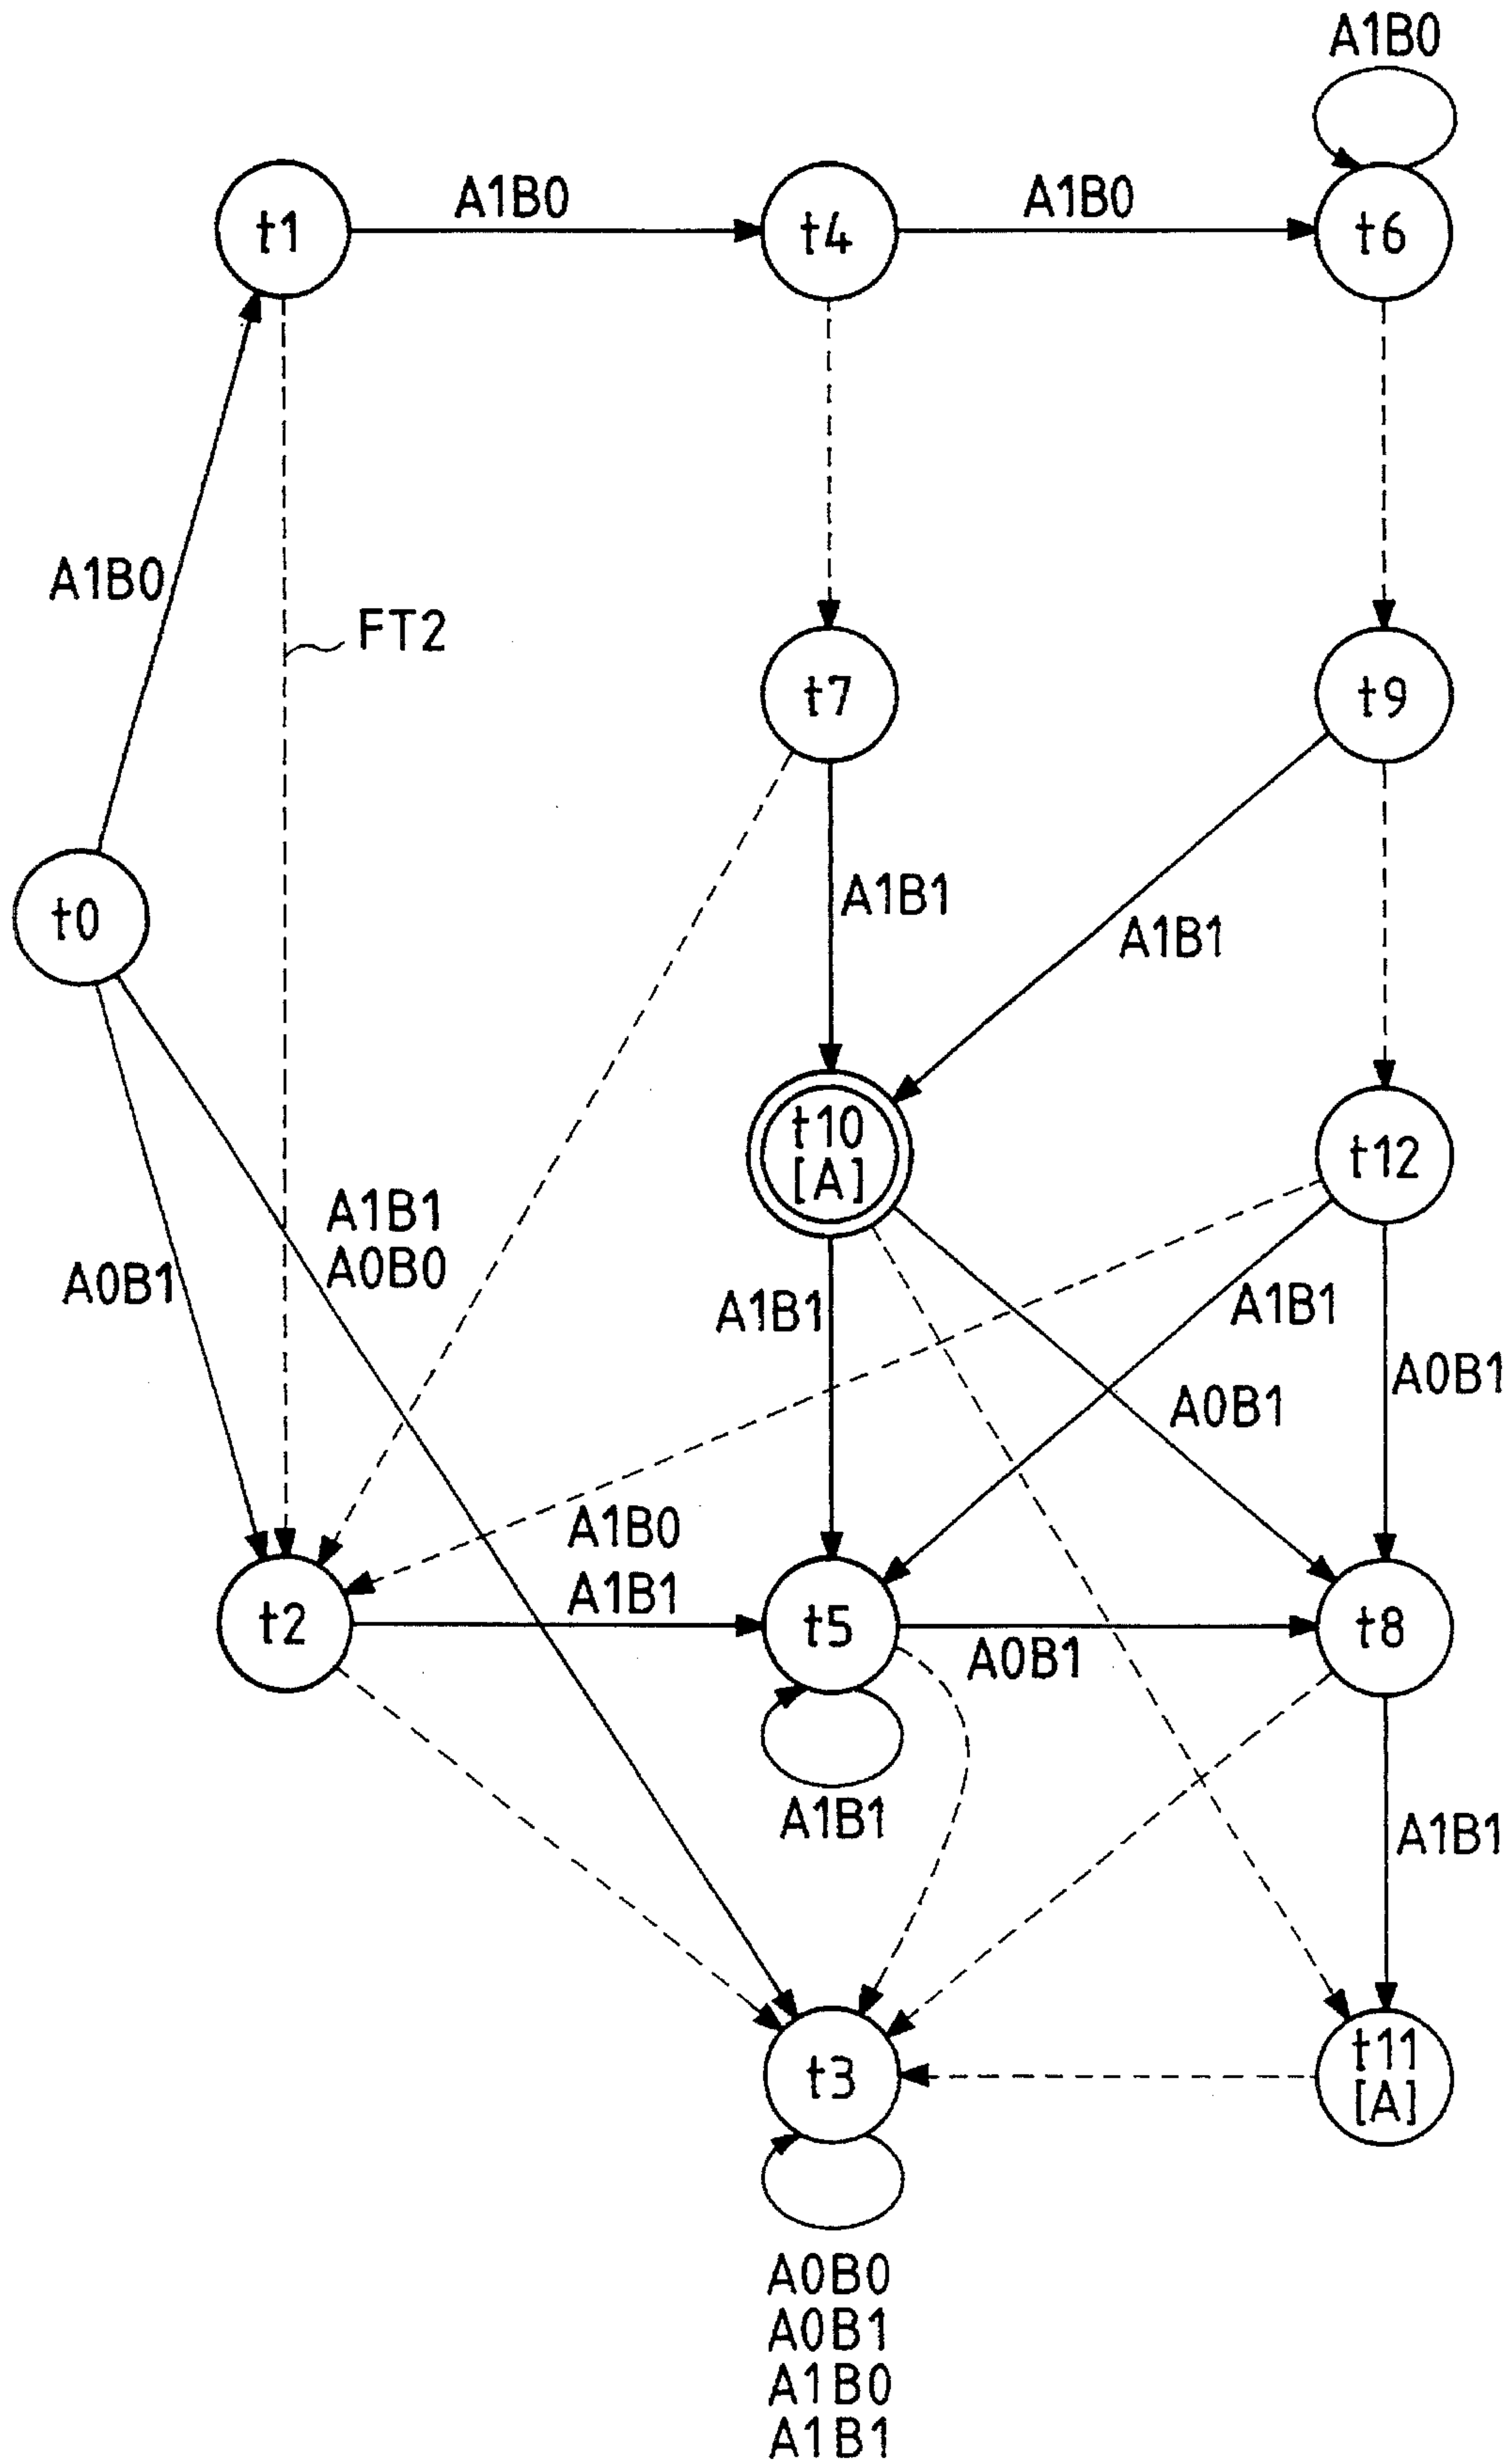 A1B0
t1
A1B0
t4
A1B0
t6
A1B0
FT2
t7
t9
t0
A1B1
A1B1
t10
[A]
t12
A1B1
A0B0
A0B1
A1B1
A1B1
A0B1
A0B1
A1B0
A1B1
t2
t5
A0B1
t8
A1B1
A1B1
t3
t11
[A]
A0B0
A0B1
A1B0
A1B1